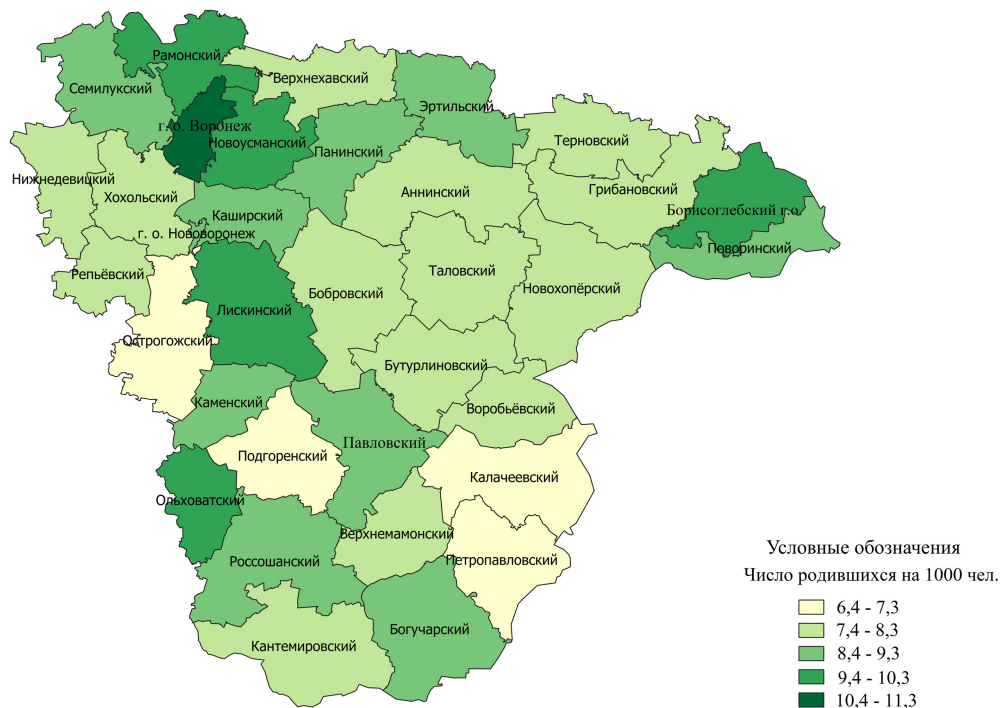 Рамонский
Верхнехавский
Семилукский
Эртильский
г. о. Воронеж
Новоусманский
Панинский
Терновский
Нижнедевицкий
Хохольский
Аннинский
Грибановский
Борисоглебский г.о.
Каширский
г. о. Нововоронеж
Поворинский
Репьёвский
Таловский
Бобровский
Новохопёрский
Лискинский
Острогожский
Бутурлиновский
Каменский
Воробьёвский
Павловский
Подгоренский
Калачеевский
Ольховатский
Верхнемамонский
Россошанский
Петропавловский
Богучарский
Кантемировский
Условные обозначения
Число родившихся на 1000 чел.
6,4 - 7,3
7,4 - 8,3
8,4 - 9,3
9,4 - 10,3
10,4 - 11,3